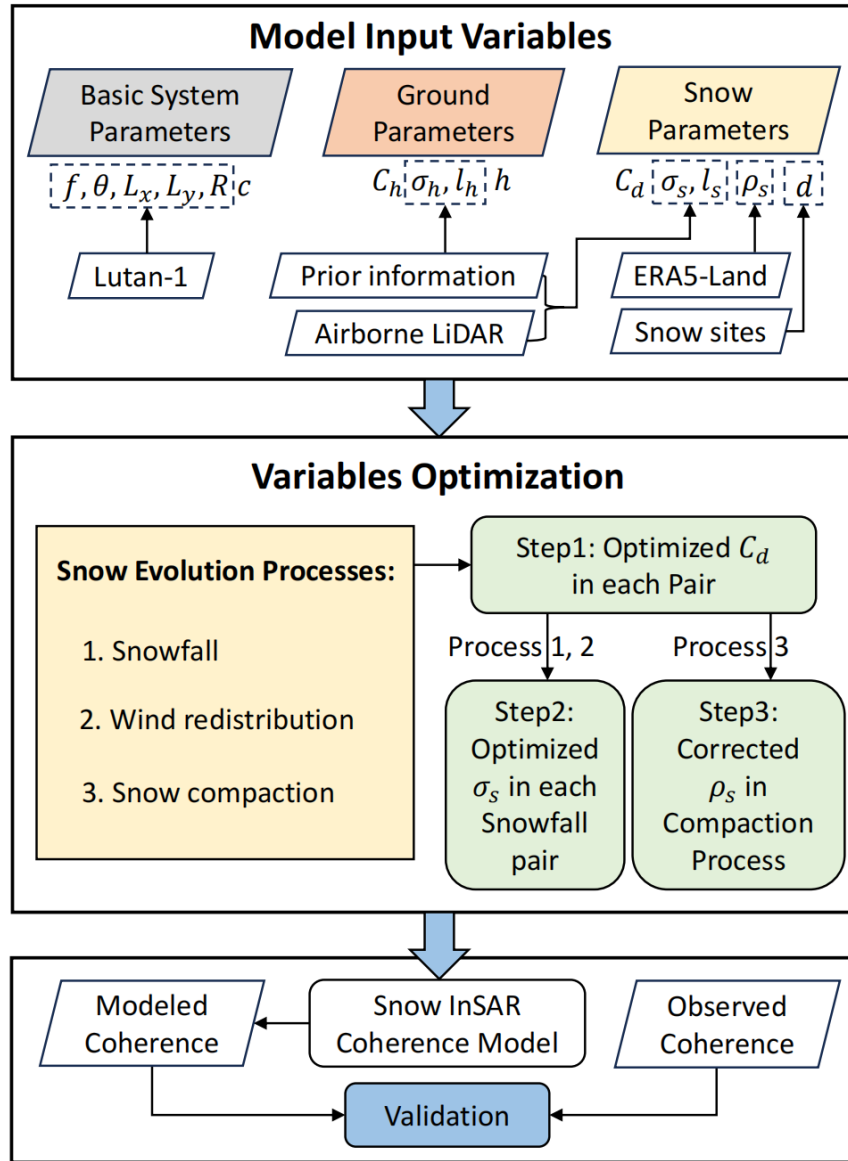 Model Input Variables
Basic System
Parameters
Ground
Parameters
Snow
Parameters
f, θ, Lₓ, L_y, R c
C_h σ_h, l_h h
C_d σ_s, l_s ρ_s d
Lutan-1
Prior information
Airborne LiDAR
ERA5-Land
Snow sites
Variables Optimization
Snow Evolution Processes:
1. Snowfall
2. Wind redistribution
3. Snow compaction
Step1: Optimized C_d
in each Pair
Process 1, 2
Process 3
Step2:
Optimized
σ_s in each
Snowfall
pair
Step3:
Corrected
ρ_s in
Compaction
Process
Modeled
Coherence
Snow InSAR
Coherence Model
Observed
Coherence
Validation